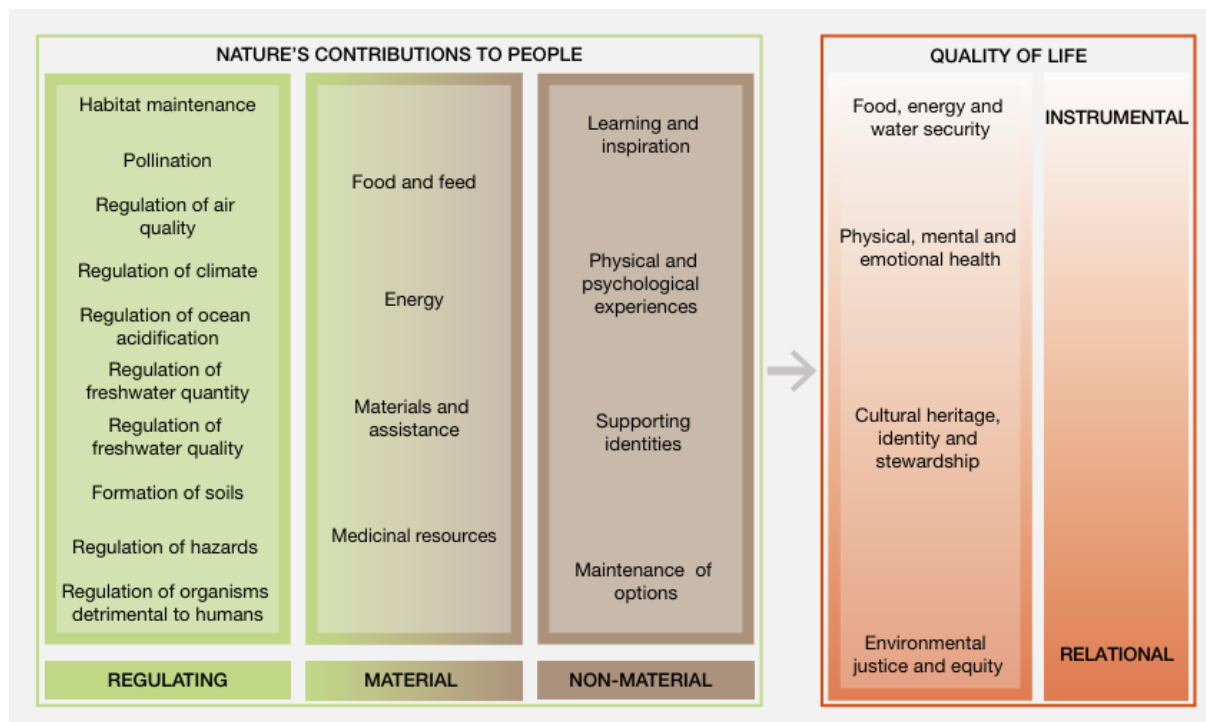 NATURE'S CONTRIBUTIONS TO PEOPLE
Habitat maintenance
Pollination
Regulation of air
quality
Regulation of climate
Regulation of ocean
acidification
Regulation of
freshwater quantity
Regulation of
freshwater quality
Formation of soils
Regulation of hazards
Regulation of organisms
detrimental to humans
REGULATING
Food and feed
Energy
Materials and
assistance
Medicinal resources
MATERIAL
Learning and
inspiration
Physical and
psychological
experiences
Supporting
identities
Maintenance of
options
NON-MATERIAL
QUALITY OF LIFE
Food, energy and
water security
Physical, mental and
emotional health
Cultural heritage,
identity and
stewardship
Environmental
justice and equity
INSTRUMENTAL
RELATIONAL